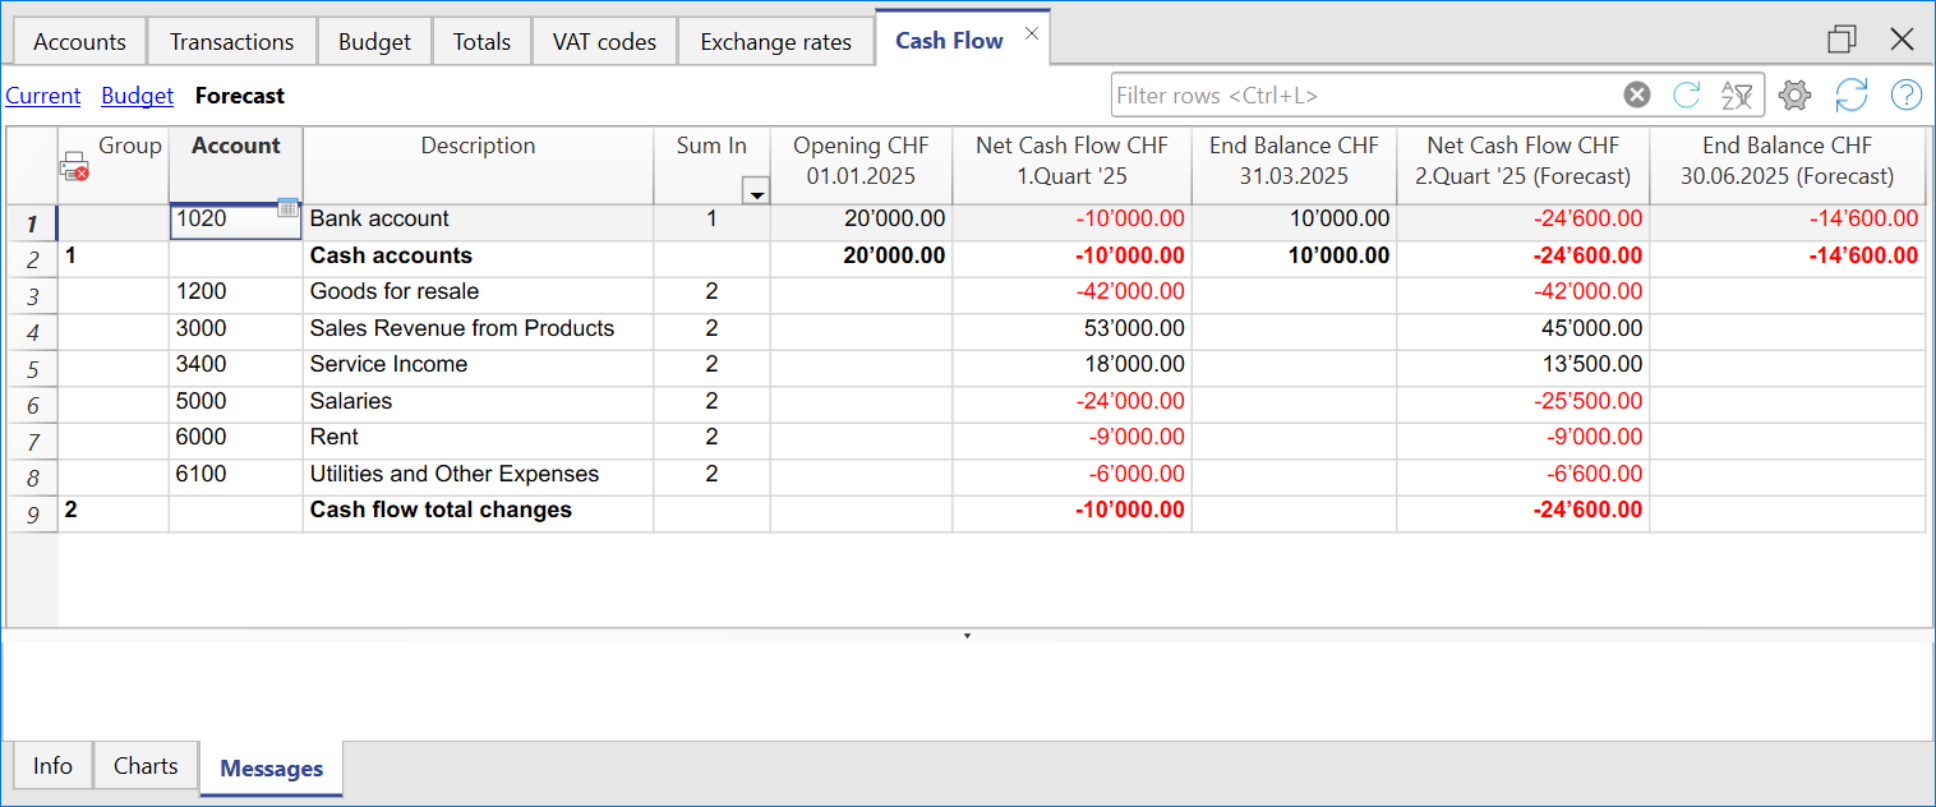 Accounts Transactions Budget Totals VAT codes Exchange rates Cash Flow
Current Budget Forecast Filter rows <Ctrl+L>
Group Account Description Sum In Opening CHF 01.01.2025 Net Cash Flow CHF 1.Quart '25 End Balance CHF 31.03.2025 Net Cash Flow CHF 2.Quart '25 (Forecast) End Balance CHF 30.06.2025 (Forecast)
1 1020 Bank account 1 20’000.00 -10’000.00 10’000.00 -24’600.00 -14’600.00
2 1 Cash accounts 20’000.00 -10’000.00 10’000.00 -24’600.00 -14’600.00
3 1200 Goods for resale 2 -42’000.00 -42’000.00
4 3000 Sales Revenue from Products 2 53’000.00 45’000.00
5 3400 Service Income 2 18’000.00 13’500.00
6 5000 Salaries 2 -24’000.00 -25’500.00
7 6000 Rent 2 -9’000.00 -9’000.00
8 6100 Utilities and Other Expenses 2 -6’000.00 -6’600.00
9 2 Cash flow total changes -10’000.00 -24’600.00
Info Charts Messages